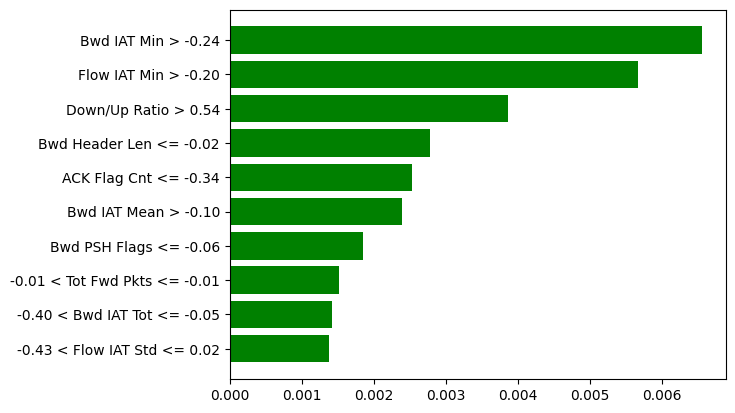 Bwd IAT Min > -0.24
Flow IAT Min > -0.20
Down/Up Ratio > 0.54
Bwd Header Len <= -0.02
ACK Flag Cnt <= -0.34
Bwd IAT Mean > -0.10
Bwd PSH Flags <= -0.06
-0.01 < Tot Fwd Pkts <= -0.01
-0.40 < Bwd IAT Tot <= -0.05
-0.43 < Flow IAT Std <= 0.02
0.000 0.001 0.002 0.003 0.004 0.005 0.006